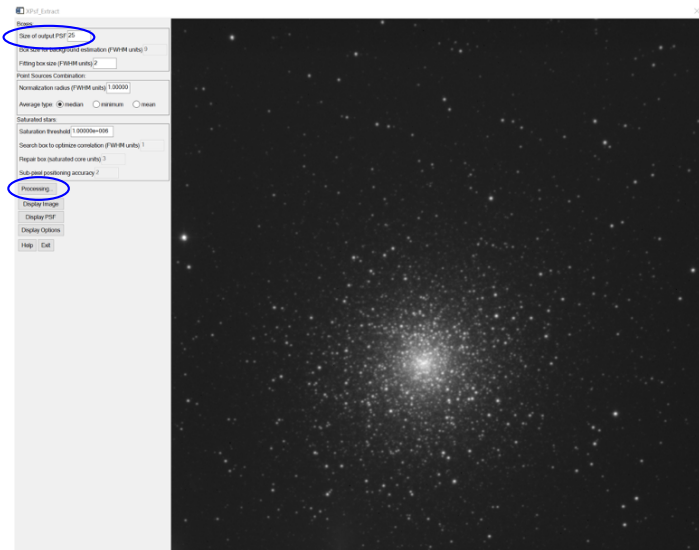 XPsf_Extract
Boxes:
Size of output PSF 25
Box size for background estimation (FWHM units) 9
Fitting box size (FWHM units) 2
Point Sources Combination:
Normalization radios (FWHM units) 1.00000
Average type median minimum mean
Saturated stars:
Saturation threshold 1.00000e+008
Search box to optimize correlation (FWHM units) 1
Repair box (saturated core units) 3
Sub-pixel positioning accuracy 2
Processing...
Display Image
Display PSF
Display Options
Help Exit